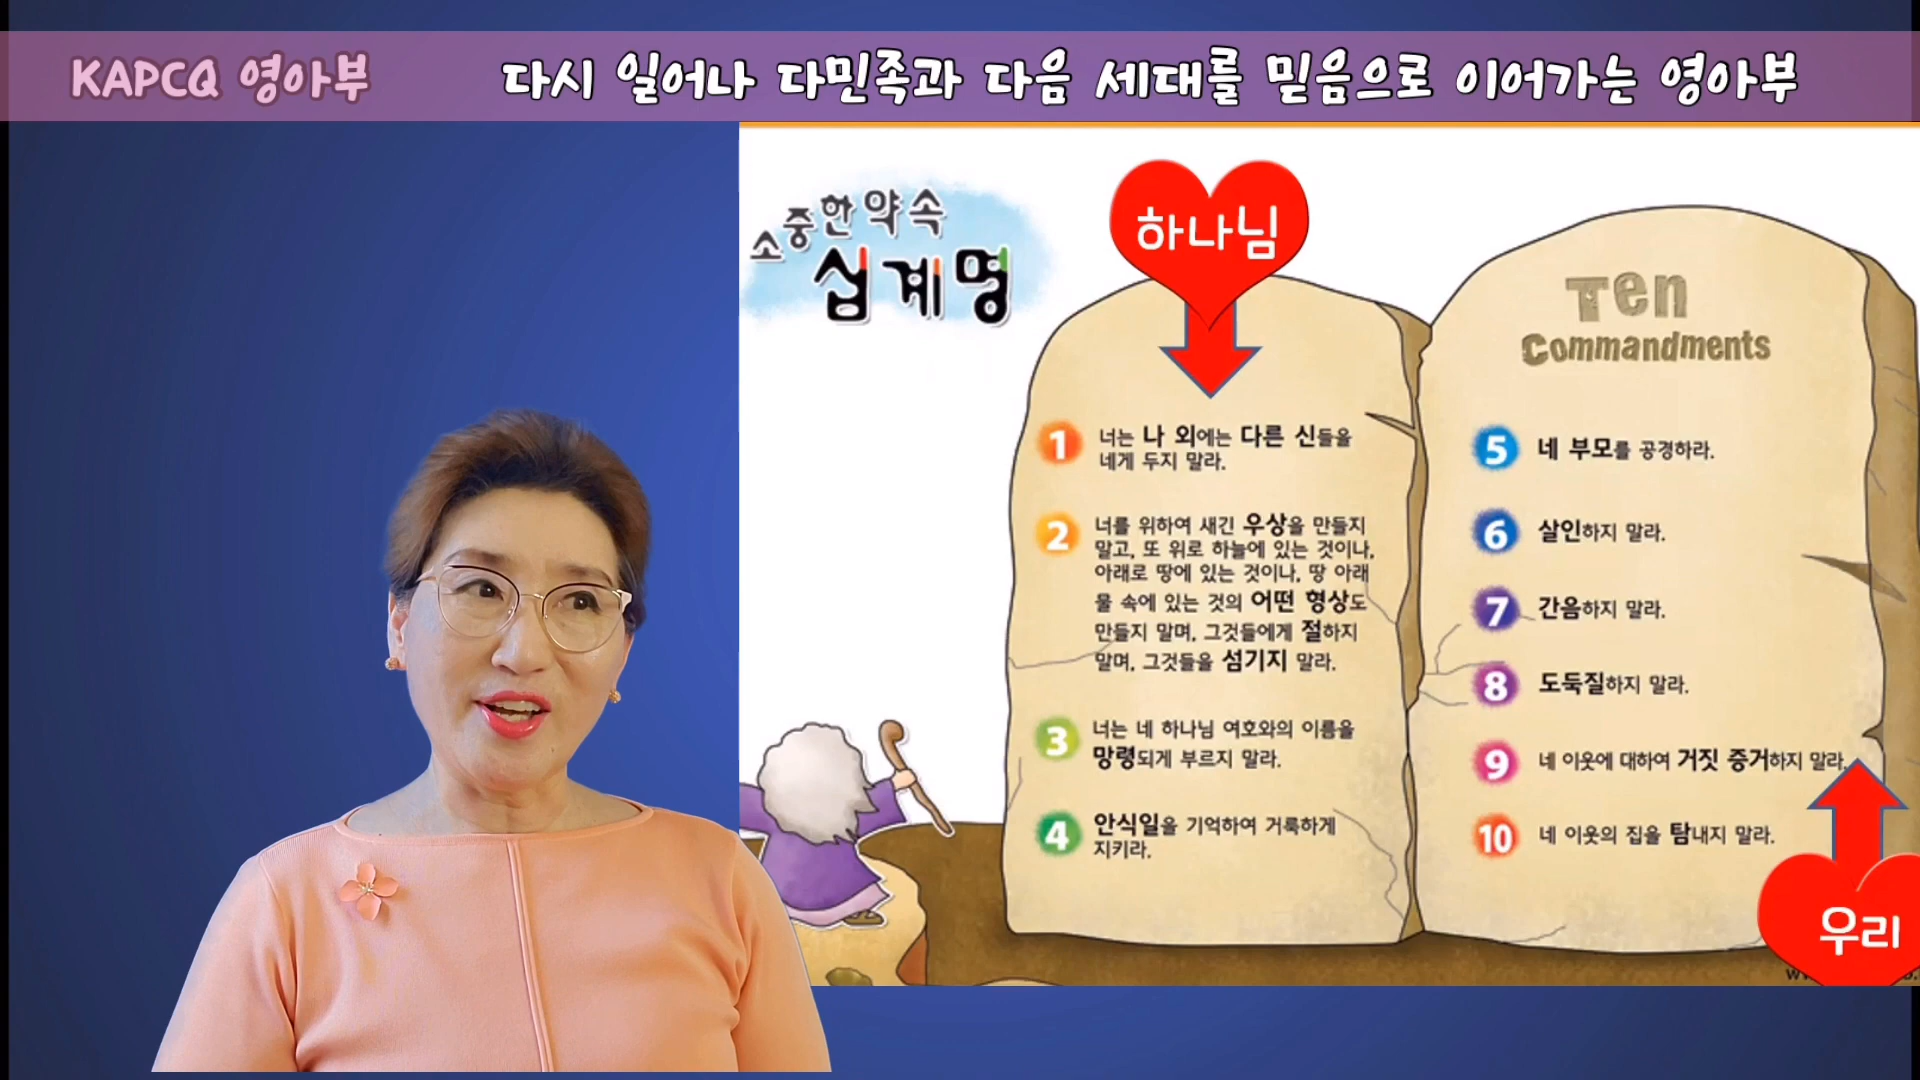 KAPCQ 영아부
다시 일어나 다민족과 다음 세대를 믿음으로 이어가는 영아부
소중한약속
십계명
하나님
1
너는 나 외에는 다른 신들을
네게 두지 말라.
2
너를 위하여 새긴 우상을 만들지
말고, 또 위로 하늘에 있는 것이나,
아래로 땅에 있는 것이나, 땅 아래
물 속에 있는 것의 어떤 형상도
만들지 말며, 그것들에게 절하지
말며, 그것들을 섬기지 말라.
3
너는 네 하나님 여호와의 이름을
망령되게 부르지 말라.
4
안식일을 기억하여 거룩하게
지키라.
Ten
Commandments
5 네 부모를 공경하라.
6 살인하지 말라.
7 간음하지 말라.
8 도둑질하지 말라.
9 네 이웃에 대하여 거짓 증거하지 말라.
10 네 이웃의 집을 탐내지 말라.
우리